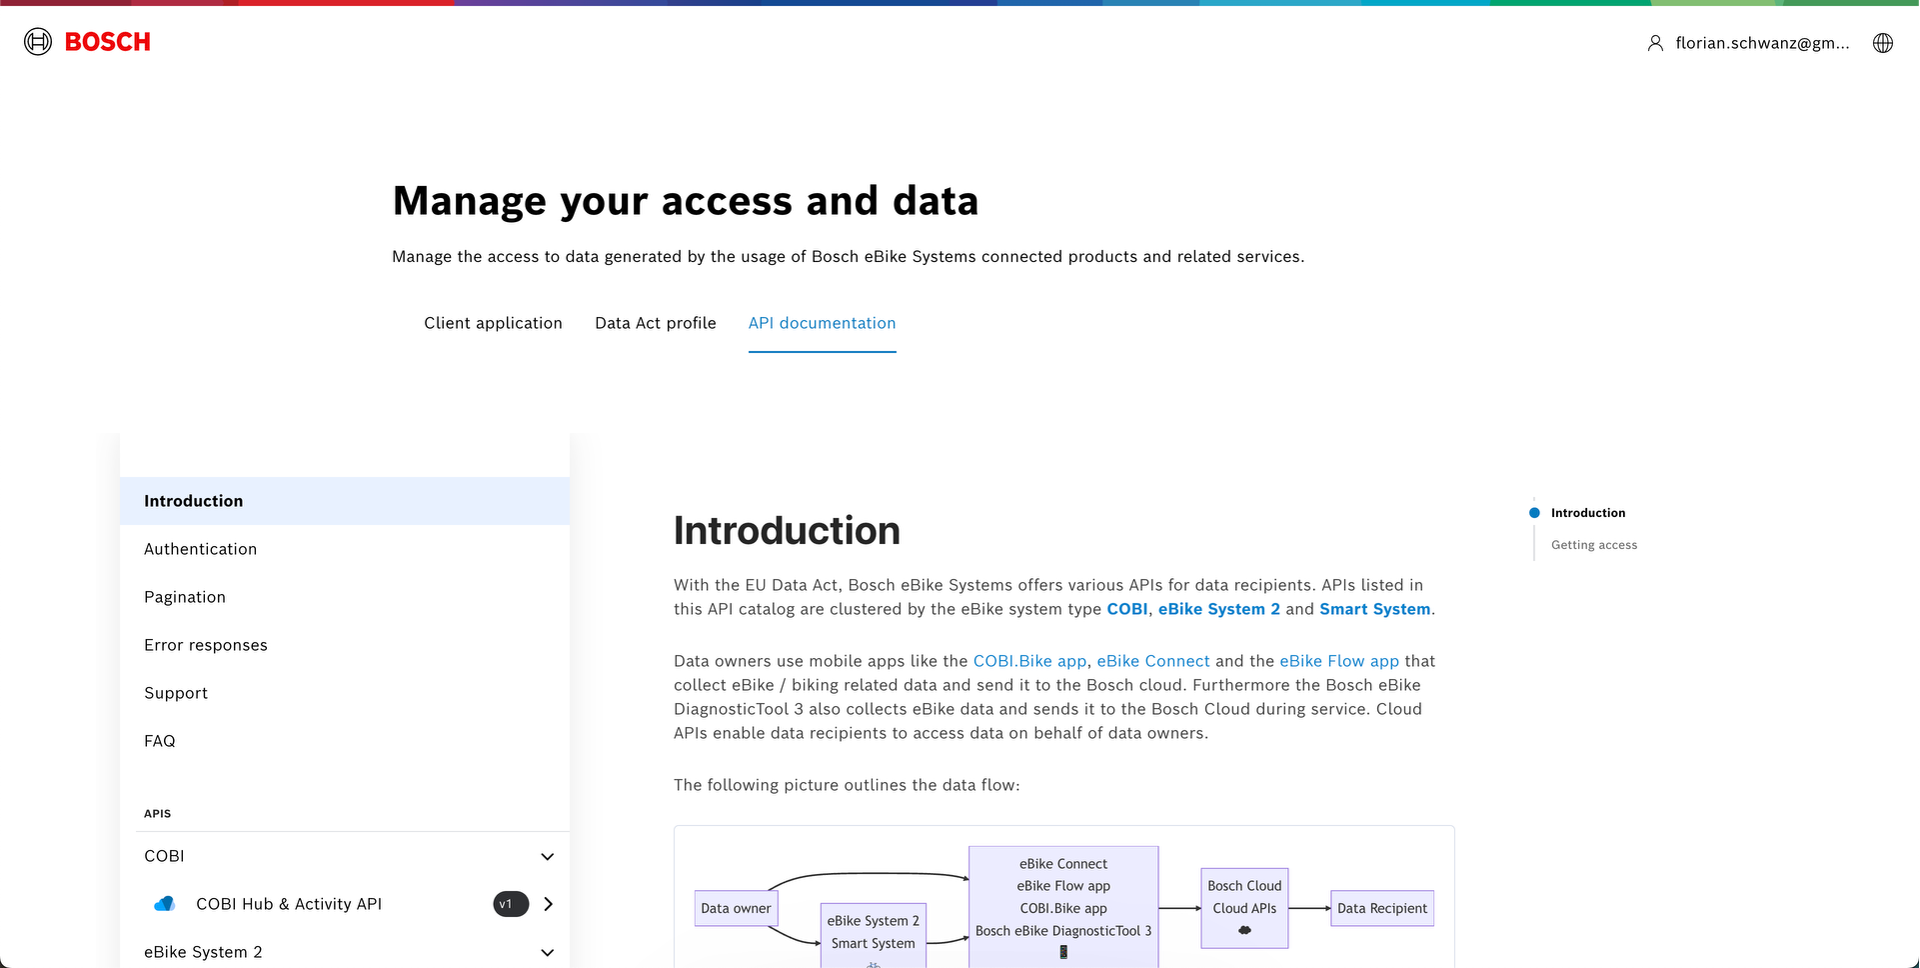 BOSCH
florian.schwanz@gm...
Manage your access and data
Manage the access to data generated by the usage of Bosch eBike Systems connected products and related services.
Client application
Data Act profile
API documentation
Introduction
Authentication
Pagination
Error responses
Support
FAQ
APIS
COBI
COBI Hub & Activity API
v1
eBike System 2
Introduction
With the EU Data Act, Bosch eBike Systems offers various APIs for data recipients. APIs listed in
this API catalog are clustered by the eBike system type COBI, eBike System 2 and Smart System.
Data owners use mobile apps like the COBI.Bike app, eBike Connect and the eBike Flow app that
collect eBike / biking related data and send it to the Bosch cloud. Furthermore the Bosch eBike
DiagnosticTool 3 also collects eBike data and sends it to the Bosch Cloud during service. Cloud
APIs enable data recipients to access data on behalf of data owners.
The following picture outlines the data flow:
Data owner
eBike System 2
Smart System
eBike Connect
eBike Flow app
COBI.Bike app
Bosch eBike DiagnosticTool 3
Bosch Cloud
Cloud APIs
Data Recipient
Introduction
Getting access